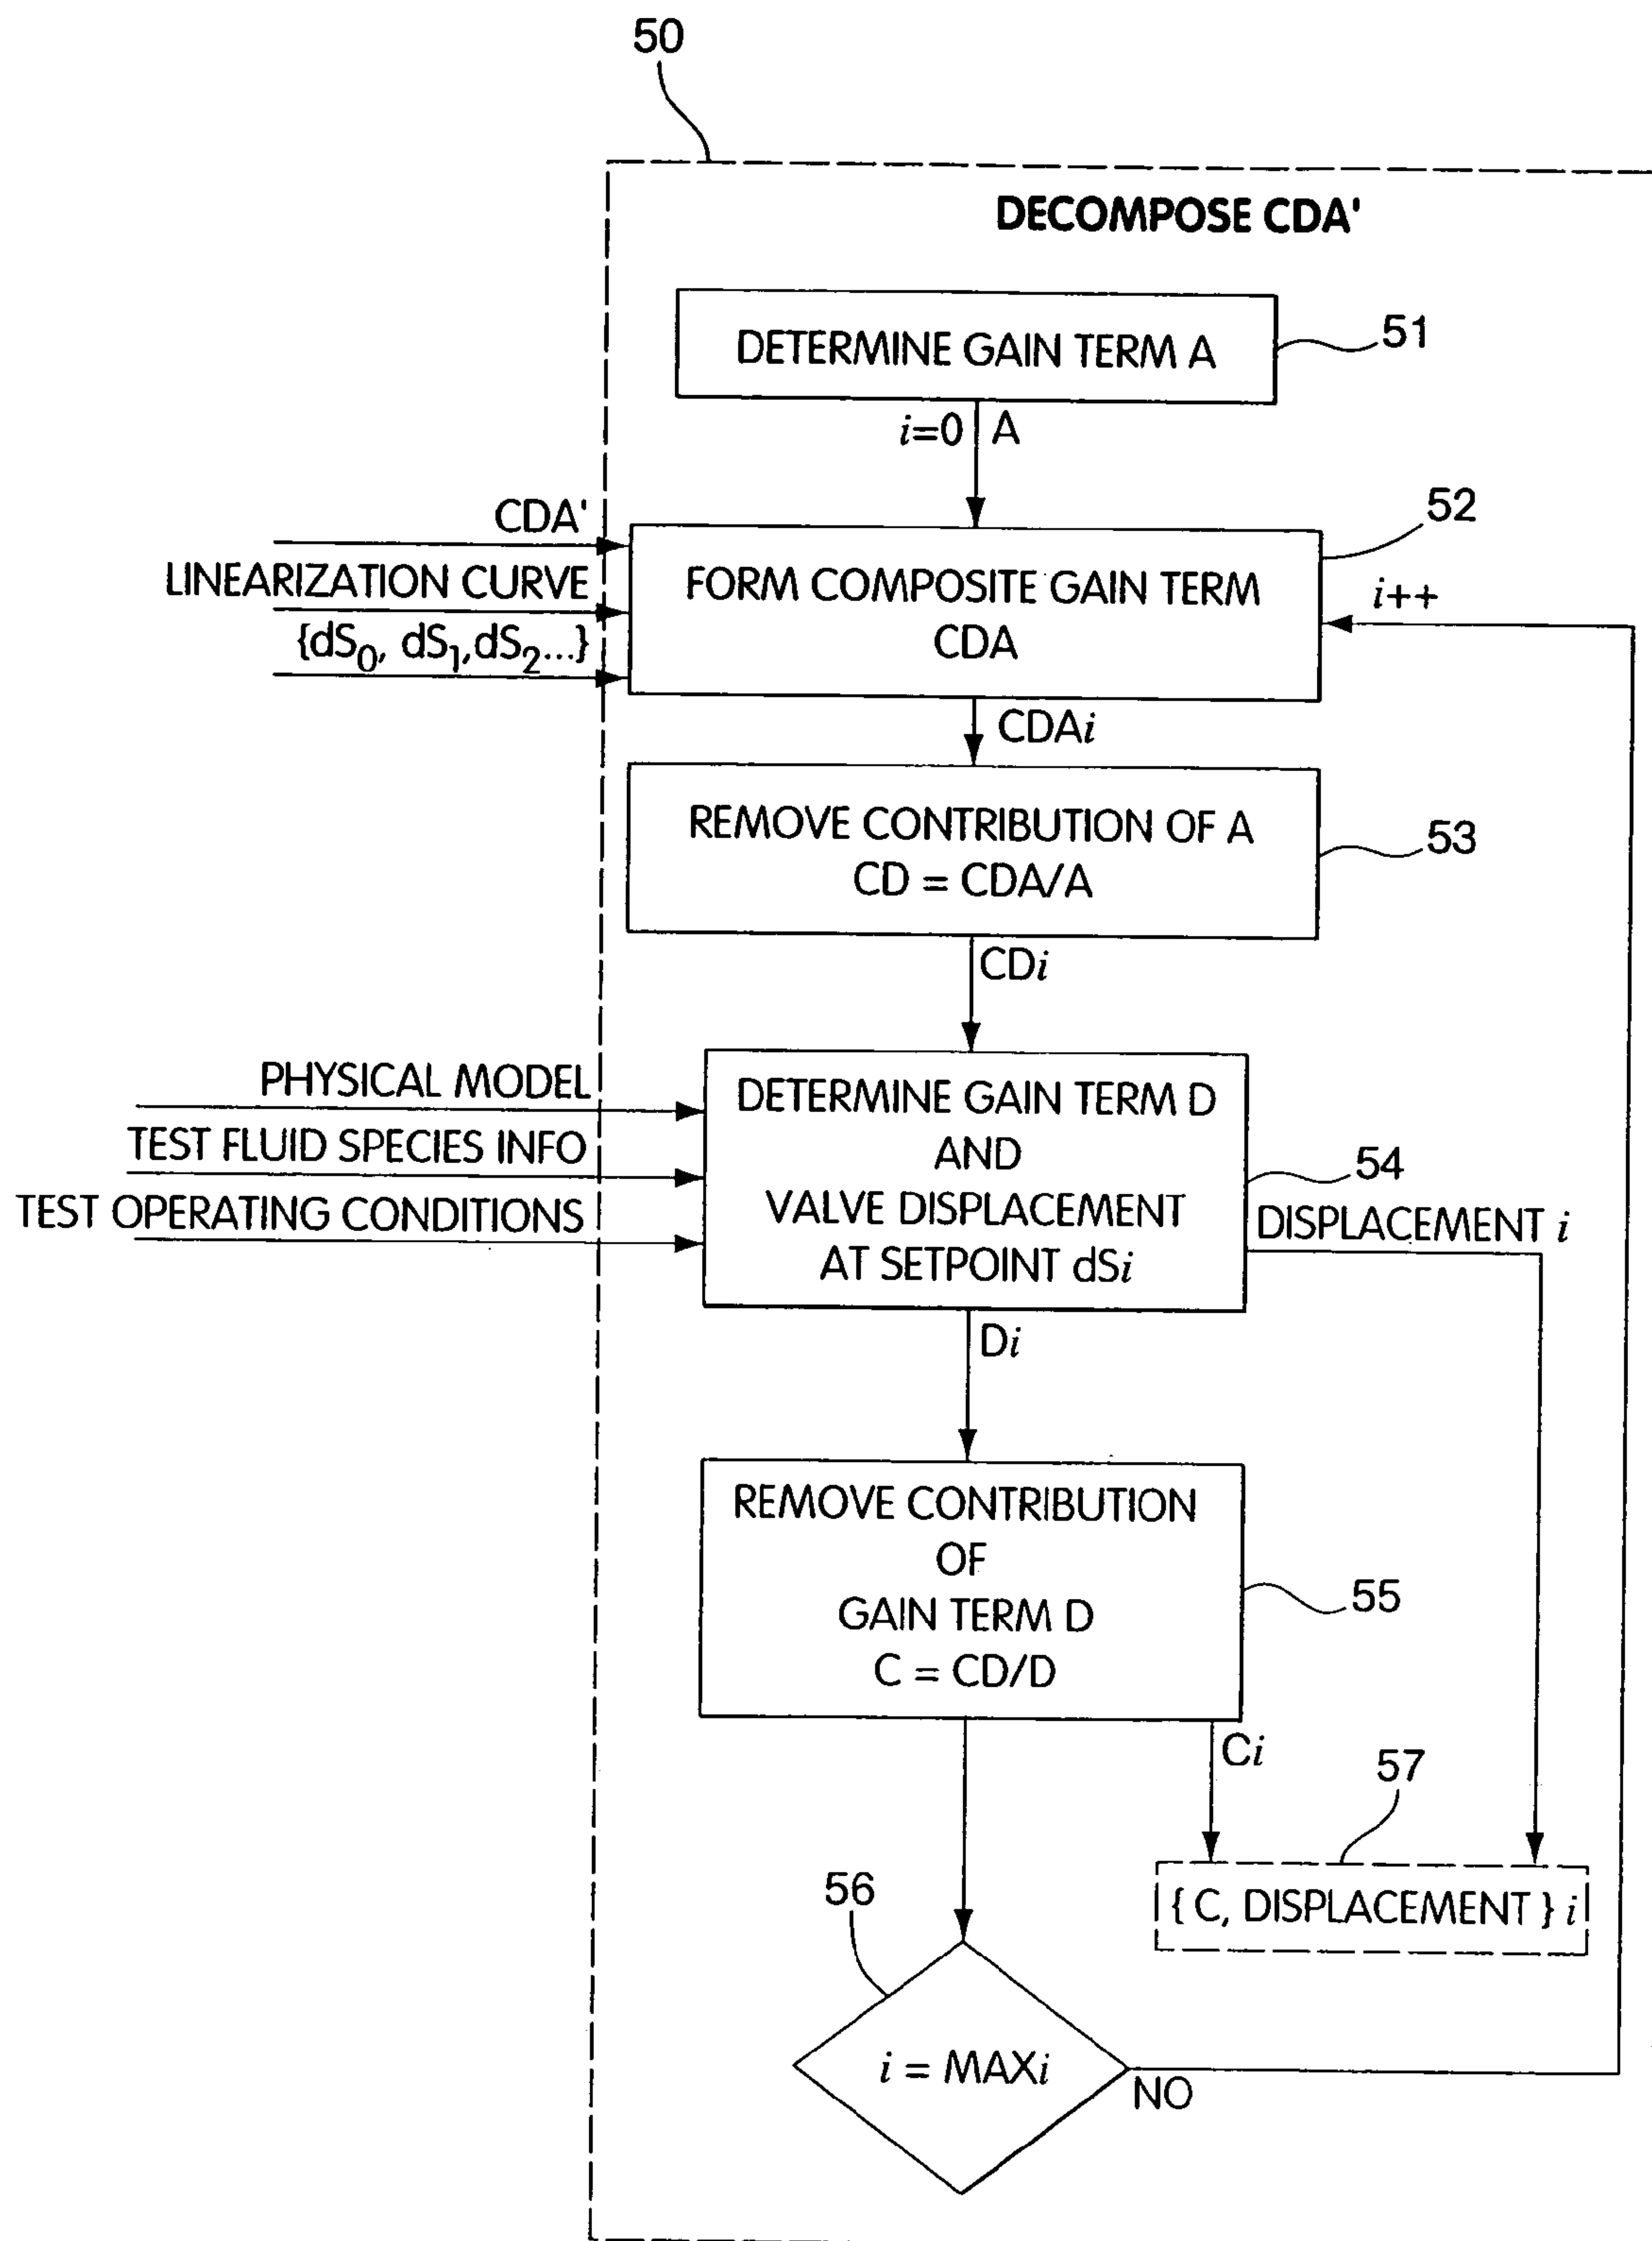 50
DECOMPOSE CDA'
DETERMINE GAIN TERM A
51
i=0
A
CDA'
LINEARIZATION CURVE
{dS0, dS1,dS2...}
FORM COMPOSITE GAIN TERM
CDA
52
i++
CDAi
REMOVE CONTRIBUTION OF A
CD = CDA/A
53
CDi
PHYSICAL MODEL
TEST FLUID SPECIES INFO
TEST OPERATING CONDITIONS
DETERMINE GAIN TERM D
AND
VALVE DISPLACEMENT
AT SETPOINT dSi
54
DISPLACEMENT i
Di
REMOVE CONTRIBUTION
OF
GAIN TERM D
C = CD/D
55
Ci
57
{ C, DISPLACEMENT } i
56
i = MAXi
NO